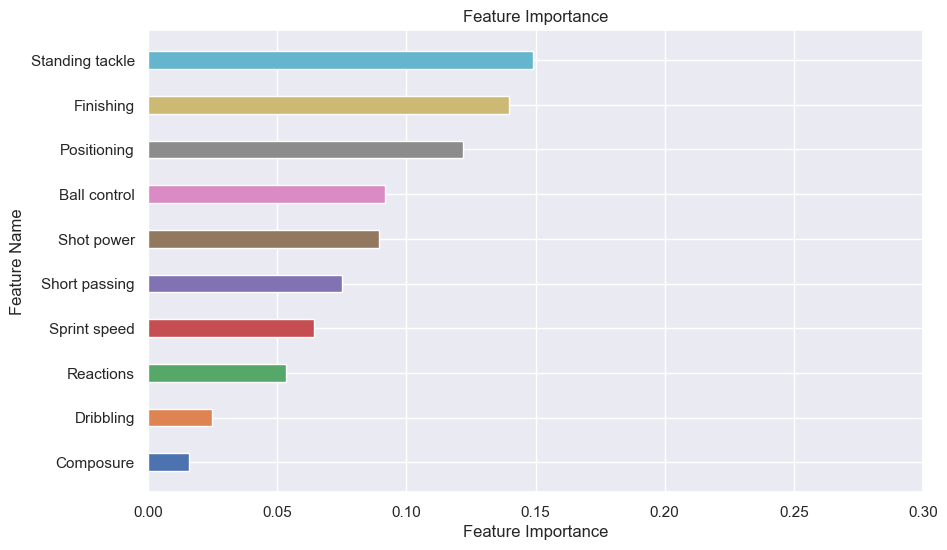 Feature Importance
Feature Name
Standing tackle
Finishing
Positioning
Ball control
Shot power
Short passing
Sprint speed
Reactions
Dribbling
Composure
0.00 0.05 0.10 0.15 0.20 0.25 0.30
Feature Importance